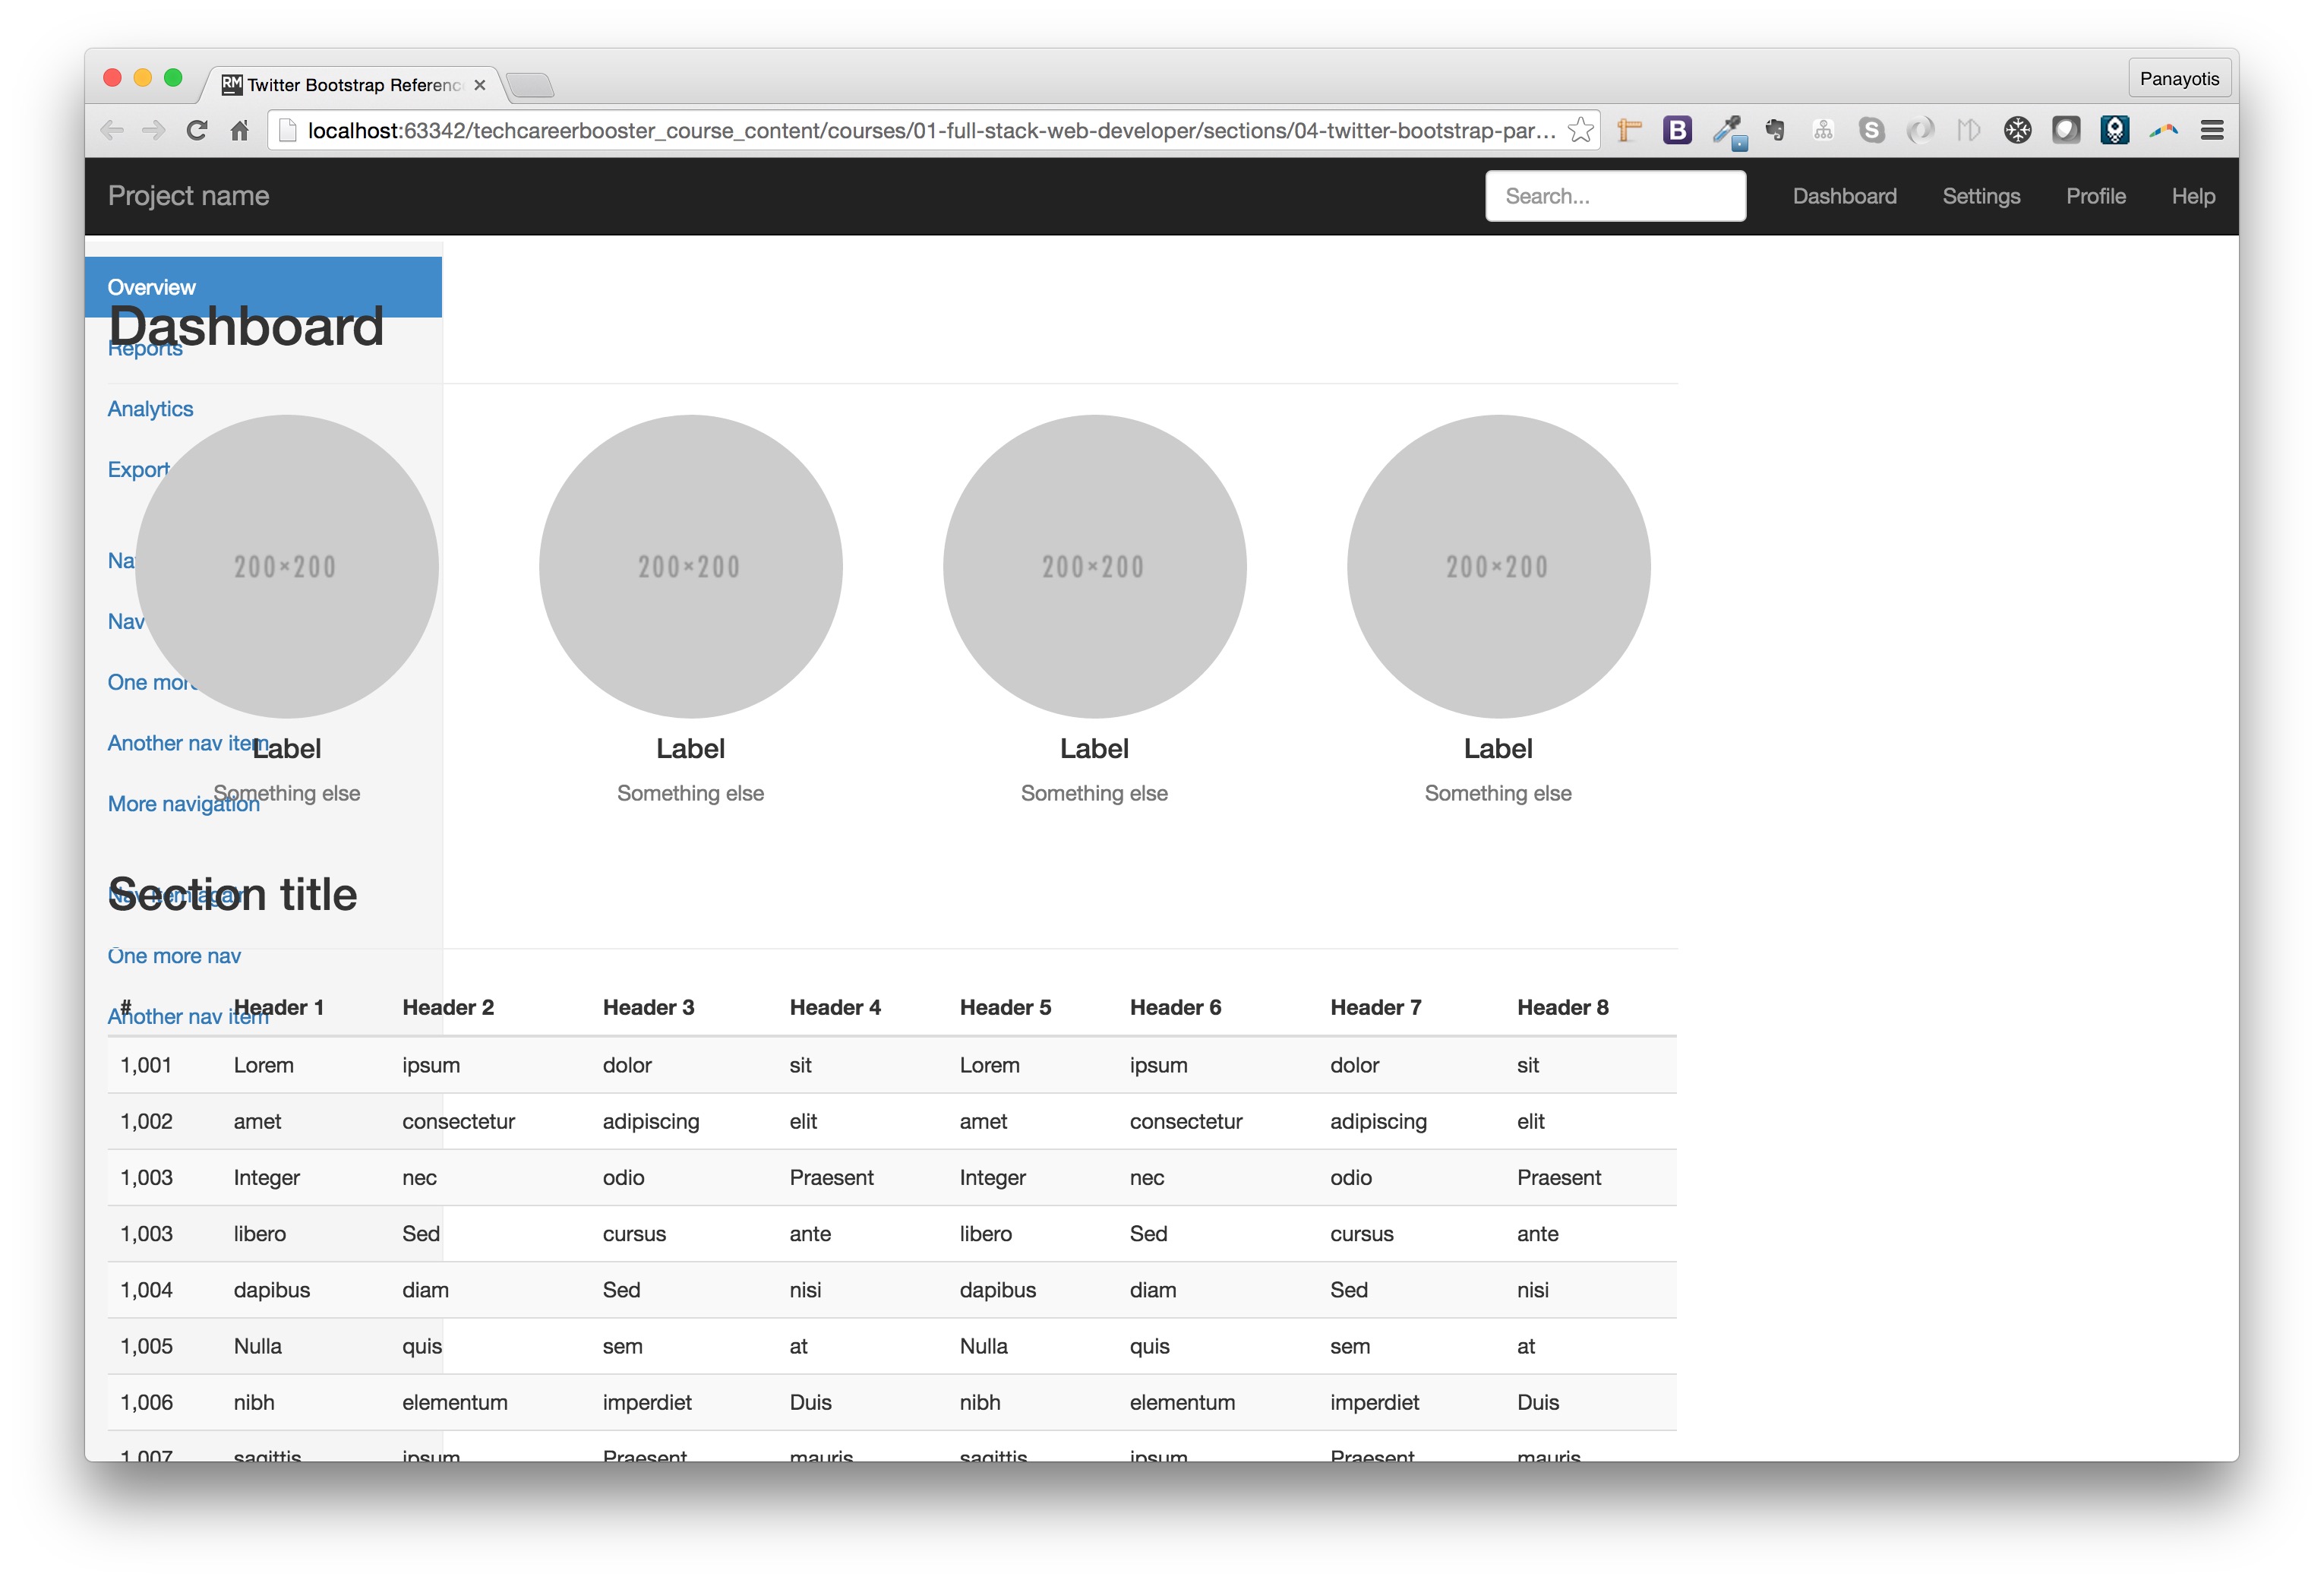 RM Twitter Bootstrap Referenc
Panayotis
localhost:63342/techcareerbooster_course_content/courses/01-full-stack-web-developer/sections/04-twitter-bootstrap-par...
Project name Search... Dashboard Settings Profile Help
Overview
Dashboard
Reports
Analytics
Export
200×200 200×200 200×200 200×200
Na
Nav
One more
Another nav item
Label Label Label Label
More navigation
Something else Something else Something else Something else
Nav item again
Section title
One more nav
# Header 1 Header 2 Header 3 Header 4 Header 5 Header 6 Header 7 Header 8
Another nav item
1,001 Lorem ipsum dolor sit Lorem ipsum dolor sit
1,002 amet consectetur adipiscing elit amet consectetur adipiscing elit
1,003 Integer nec odio Praesent Integer nec odio Praesent
1,003 libero Sed cursus ante libero Sed cursus ante
1,004 dapibus diam Sed nisi dapibus diam Sed nisi
1,005 Nulla quis sem at Nulla quis sem at
1,006 nibh elementum imperdiet Duis nibh elementum imperdiet Duis
1,007 sagittis ipsum Praesent mauris sagittis ipsum Praesent mauris